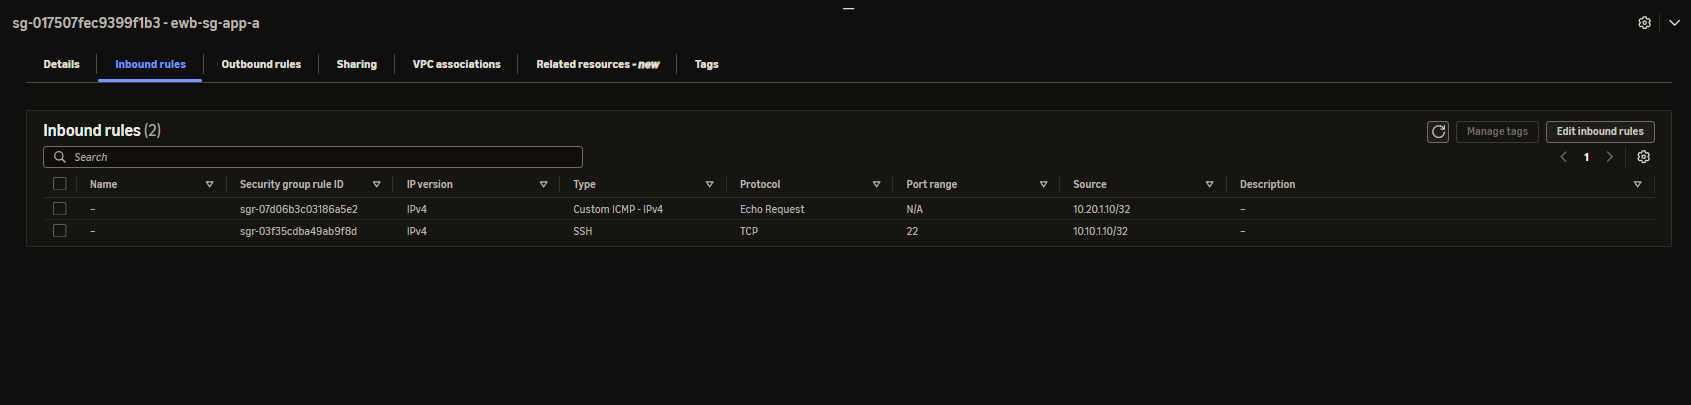 sg-017507fec9399f1b3 - ewb-sg-app-a
Details Inbound rules Outbound rules Sharing VPC associations Related resources - new Tags
Inbound rules (2)
Manage tags Edit inbound rules
Search
1
Name Security group rule ID IP version Type Protocol Port range Source Description
– sgr-07d06b3c03186a5e2 IPv4 Custom ICMP - IPv4 Echo Request N/A 10.20.1.10/32 –
– sgr-03f35cdba49ab9f8d IPv4 SSH TCP 22 10.10.1.10/32 –